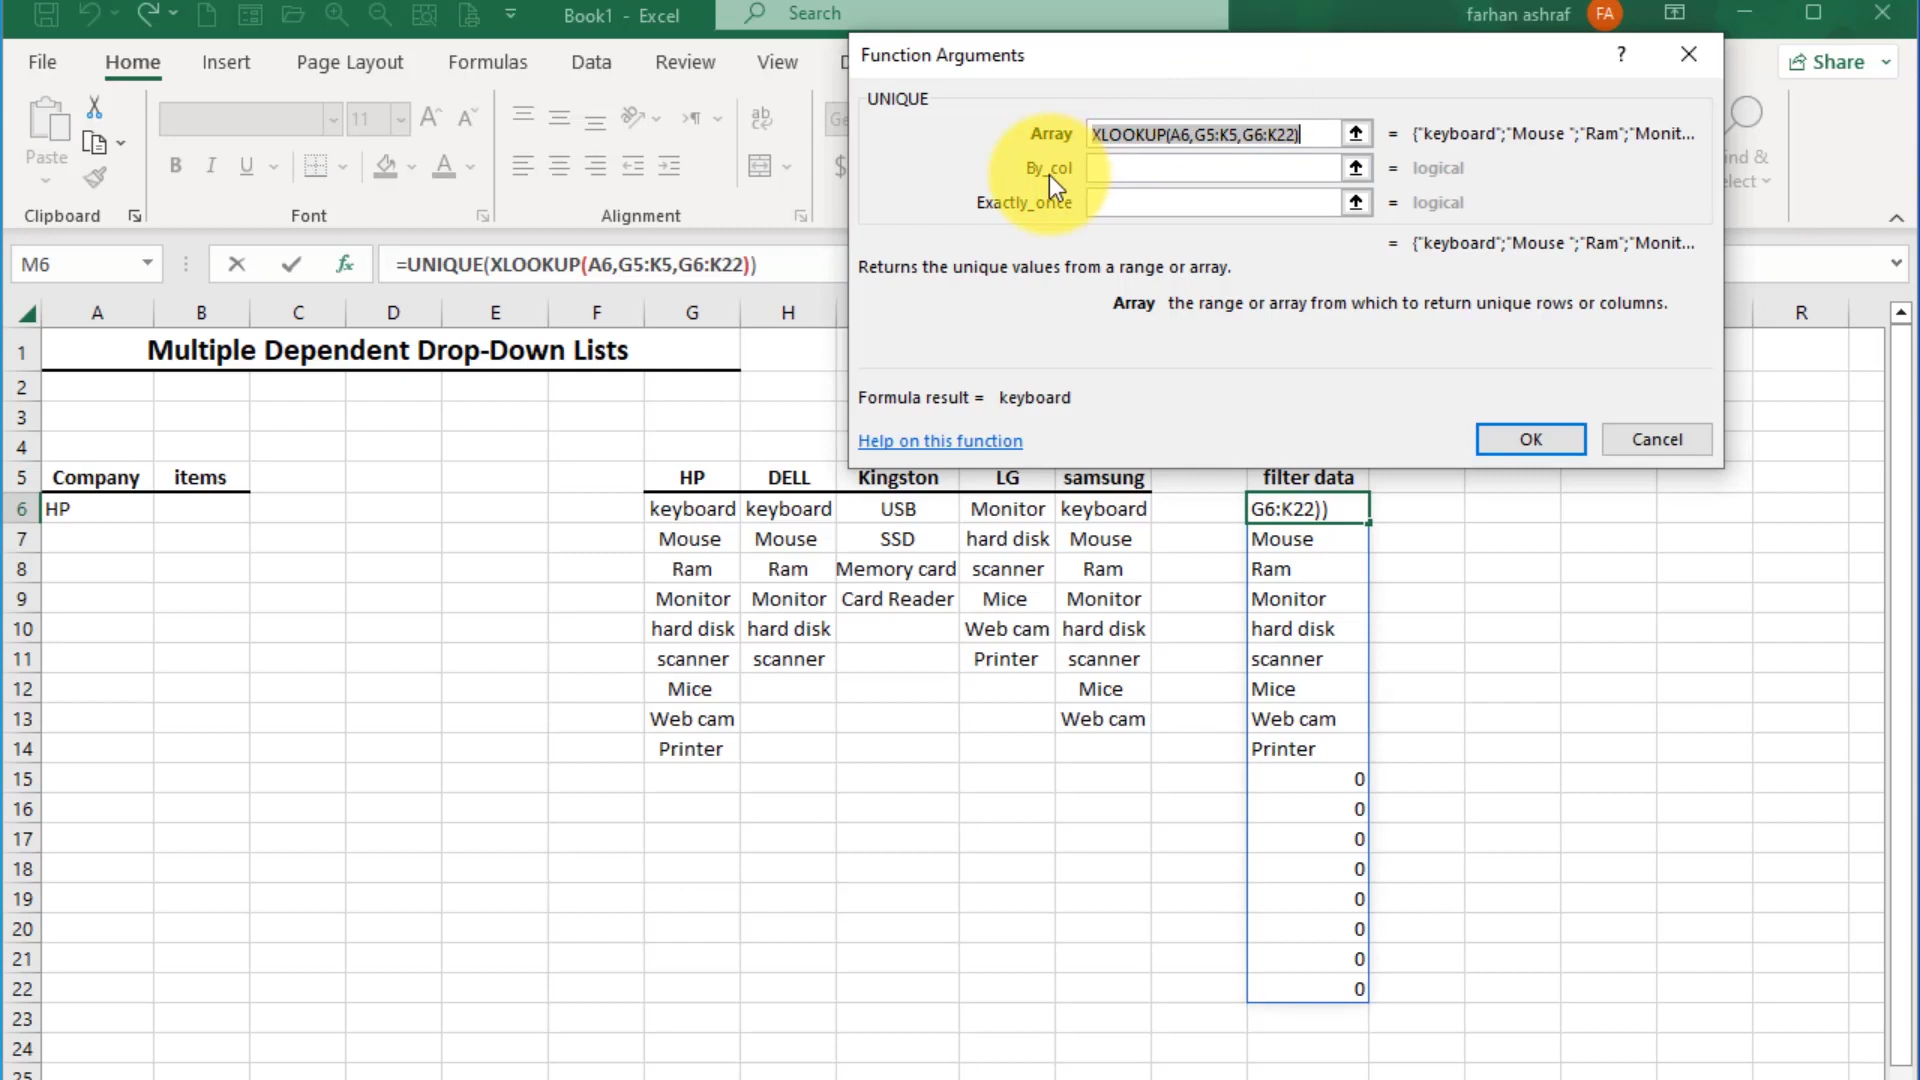 Book1 - Excel
Search
farhan ashraf
FA
File Home Insert Page Layout Formulas Data Review View
Share
Paste
11
Clipboard
Font
Alignment
Function Arguments
?
UNIQUE
Array XLOOKUP(A6,G5:K5,G6:K22) = {"keyboard";"Mouse ";"Ram";"Monit...
By_col = logical
Exactly_once = logical
= {"keyboard";"Mouse ";"Ram";"Monit...
Returns the unique values from a range or array.
Array the range or array from which to return unique rows or columns.
Formula result = keyboard
Help on this function
OK
Cancel
M6
fx
=UNIQUE(XLOOKUP(A6,G5:K5,G6:K22))
A B C D E F G H R
1 Multiple Dependent Drop-Down Lists
2
3
4
5 Company items HP DELL Kingston LG samsung filter data
6 HP keyboard keyboard USB Monitor keyboard G6:K22))
7 Mouse Mouse SSD hard disk Mouse Mouse
8 Ram Ram Memory card scanner Ram Ram
9 Monitor Monitor Card Reader Mice Monitor Monitor
10 hard disk hard disk Web cam hard disk hard disk
11 scanner scanner Printer scanner scanner
12 Mice Mice Mice
13 Web cam Web cam Web cam
14 Printer Printer
15 0
16 0
17 0
18 0
19 0
20 0
21 0
22 0
23
24
25